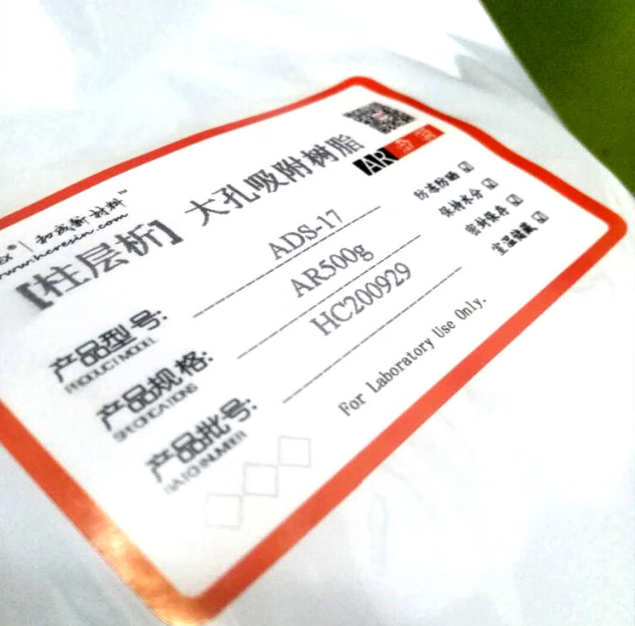 ® | 和成新材料™
www.heresin.com
【柱层析】 大孔吸附树脂
AR
产品型号: ADS-17
PRODUCT MODEL
产品规格: AR500g
SPECIFICATIONS
产品批号: HC200929
BATCH NUMBER
防冻防晒 ☑
保持水分 ☑
密封保存 ☑
室温储藏 ☑
For Laboratory Use Only.